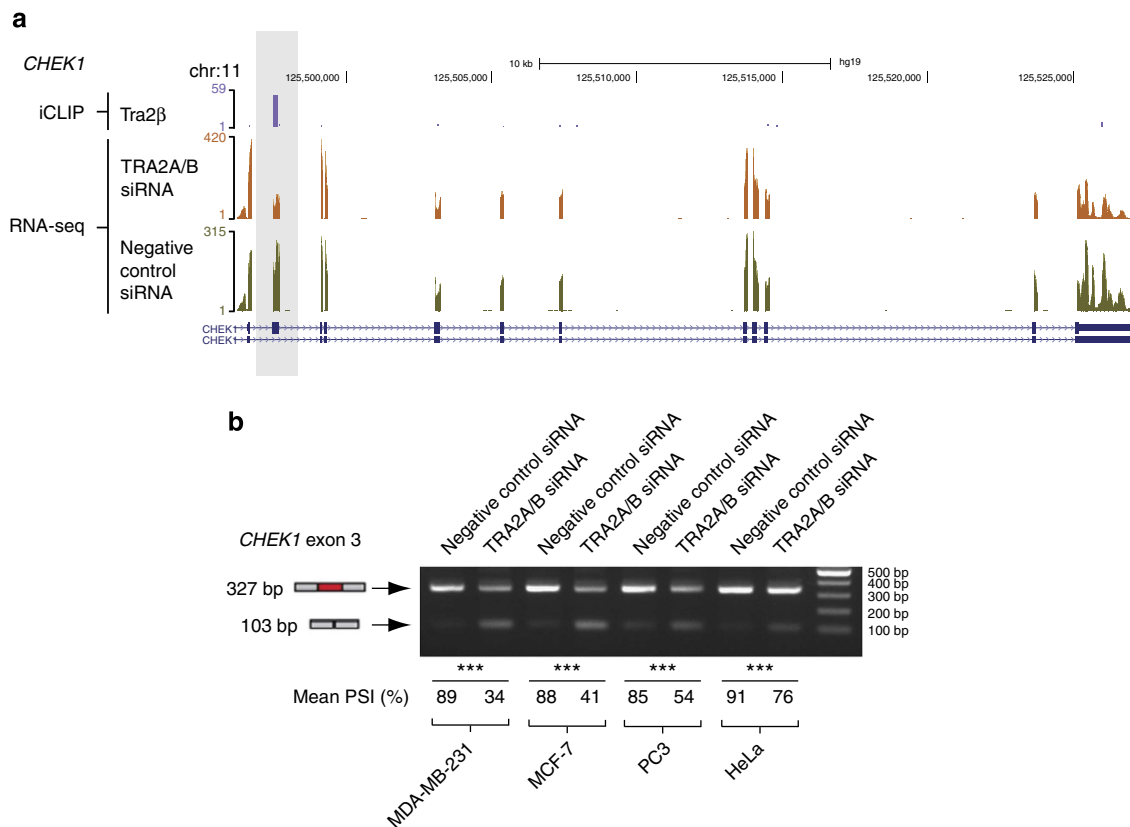 a
CHEK1
chr:11
10 kb
hg19
125,500,000
125,505,000
125,510,000
125,515,000
125,520,000
125,525,000
iCLIP
Tra2β
59
1
RNA-seq
TRA2A/B
siRNA
420
1
Negative
control
siRNA
315
1
CHEK1
CHEK1
b
Negative control siRNA
TRA2A/B siRNA
Negative control siRNA
TRA2A/B siRNA
Negative control siRNA
TRA2A/B siRNA
Negative control siRNA
TRA2A/B siRNA
CHEK1 exon 3
327 bp
103 bp
500 bp
400 bp
300 bp
200 bp
100 bp
*** *** *** ***
Mean PSI (%) 89 34 88 41 85 54 91 76
MDA-MB-231
MCF-7
PC3
HeLa